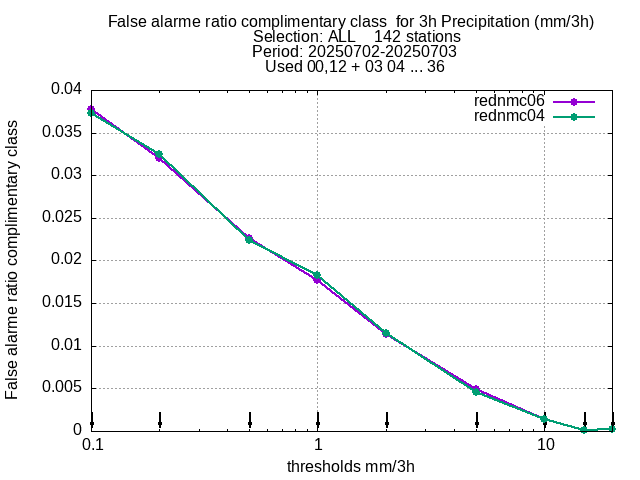 False alarme ratio complimentary class  for 3h Precipitation (mm/3h)
Selection: ALL    142 stations
Period: 20250702-20250703
Used 00,12 + 03 04 ... 36
rednmc06
rednmc04
0.04
0.035
0.03
0.025
0.02
0.015
0.01
0.005
0
False alarme ratio complimentary class
0.1 1 10
thresholds mm/3h